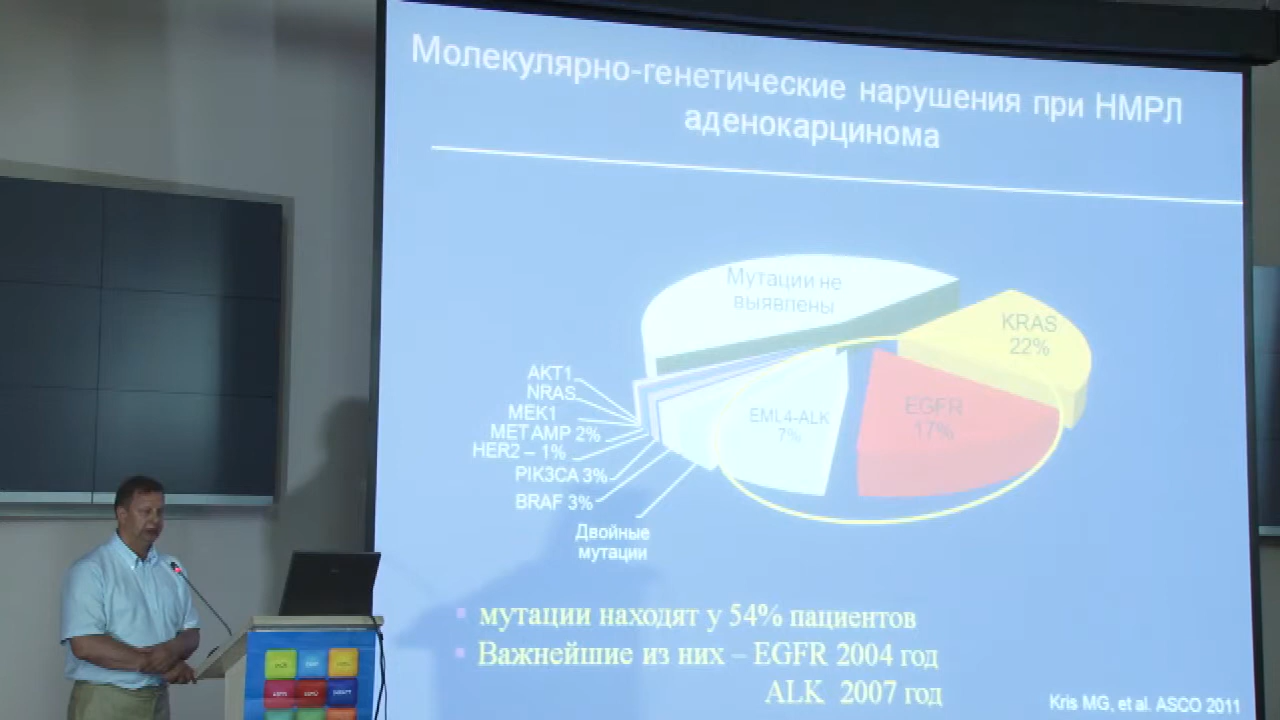 Молекулярно-генетические нарушения при НМРЛ
аденокарцинома
Мутации не
выявлены
KRAS
22%
EGFR
17%
EML4-ALK
7%
AKT1
NRAS
MEK1
MET AMP 2%
HER2 – 1%
PIK3CA 3%
BRAF 3%
Двойные
мутации
мутации находят у 54% пациентов
Важнейшие из них – EGFR 2004 год
ALK 2007 год
Kris MG, et al. ASCO 2011